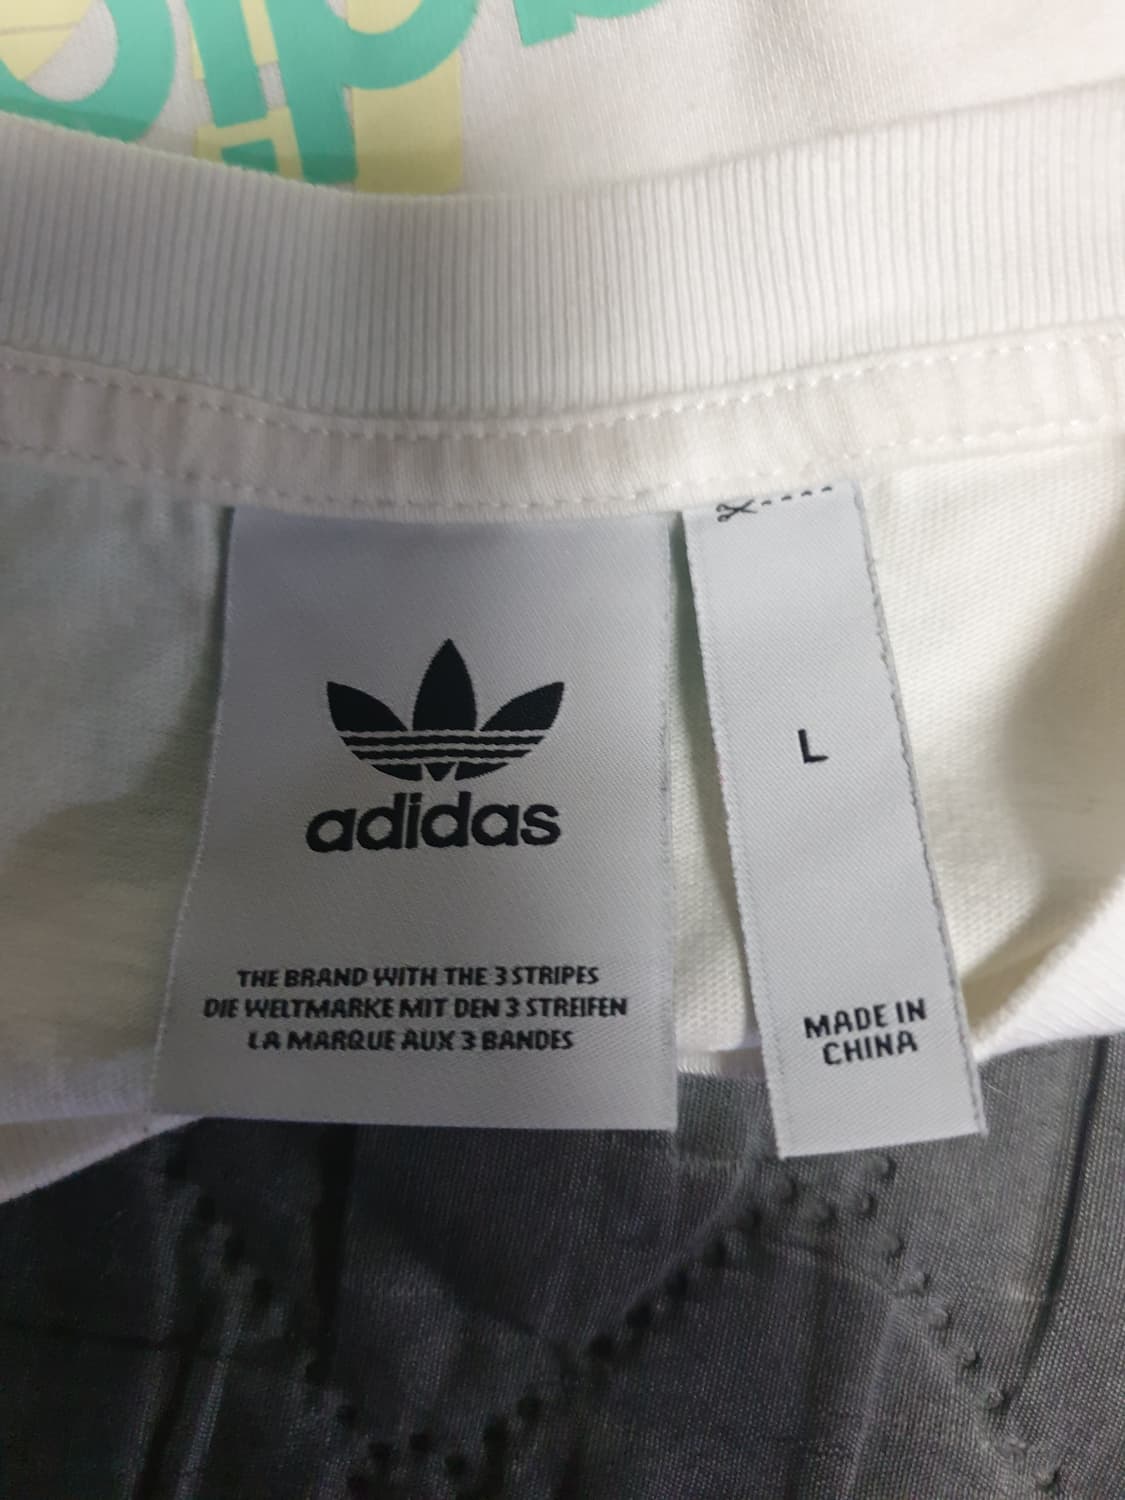 adidas
THE BRAND WITH THE 3 STRIPES
DIE WELTMARKE MIT DEN 3 STREIFEN
LA MARQUE AUX 3 BANDES
L
MADE IN
CHINA